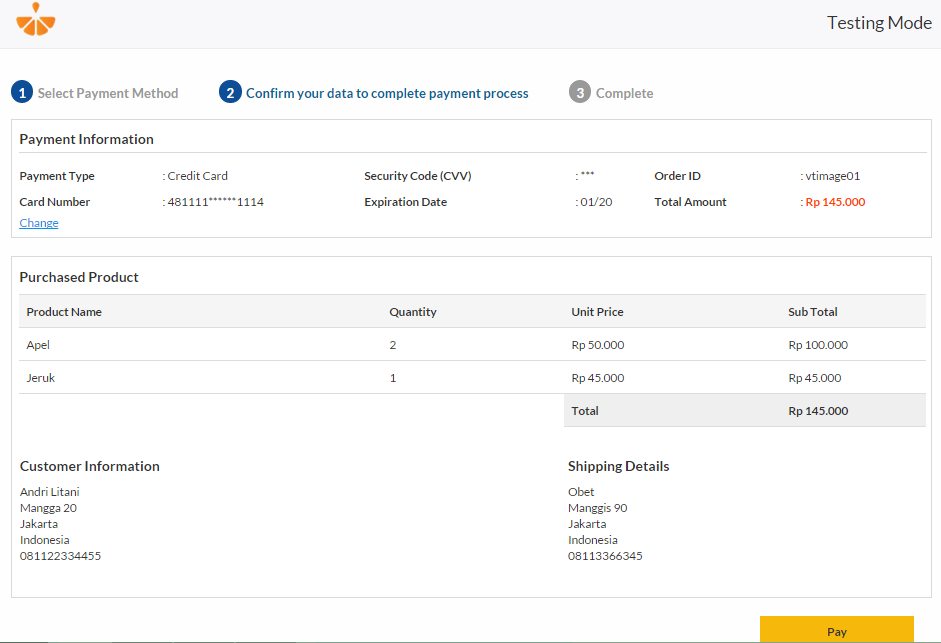 Testing Mode
1 Select Payment Method 2 Confirm your data to complete payment process 3 Complete
Payment Information
Payment Type : Credit Card Security Code (CVV) : *** Order ID : vtimage01
Card Number : 481111******1114 Expiration Date : 01/20 Total Amount : Rp 145.000
Change
Purchased Product
Product Name Quantity Unit Price Sub Total
Apel 2 Rp 50.000 Rp 100.000
Jeruk 1 Rp 45.000 Rp 45.000
Total Rp 145.000
Customer Information
Andri Litani
Mangga 20
Jakarta
Indonesia
081122334455
Shipping Details
Obet
Manggis 90
Jakarta
Indonesia
08113366345
Pay